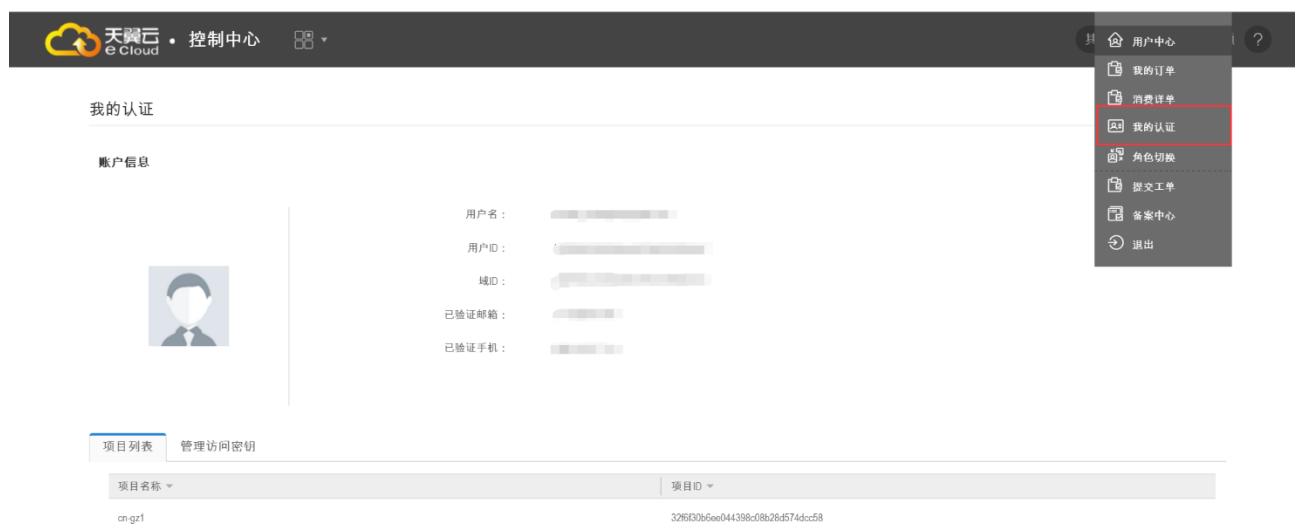 天翼云
e Cloud
• 控制中心
其
?
用户中心
我的订单
消费详单
我的认证
角色切换
提交工单
备案中心
退出
我的认证
账户信息
用户名：
用户ID：
域ID：
已验证邮箱：
已验证手机：
项目列表 管理访问密钥
项目名称 项目ID
cn-gz1 32f6f30b6ee044398c08b28d574dcc58